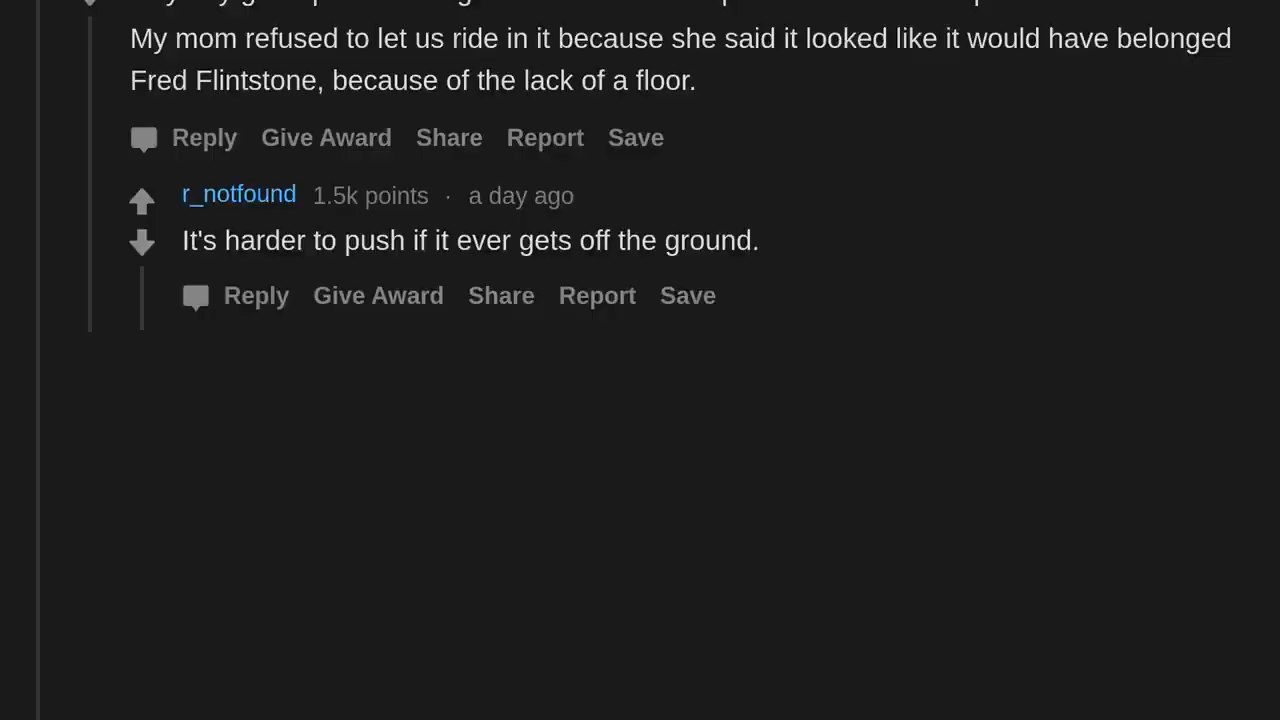 My mom refused to let us ride in it because she said it looked like it would have belonged
Fred Flintstone, because of the lack of a floor.
Reply Give Award Share Report Save
r_notfound 1.5k points · a day ago
It's harder to push if it ever gets off the ground.
Reply Give Award Share Report Save